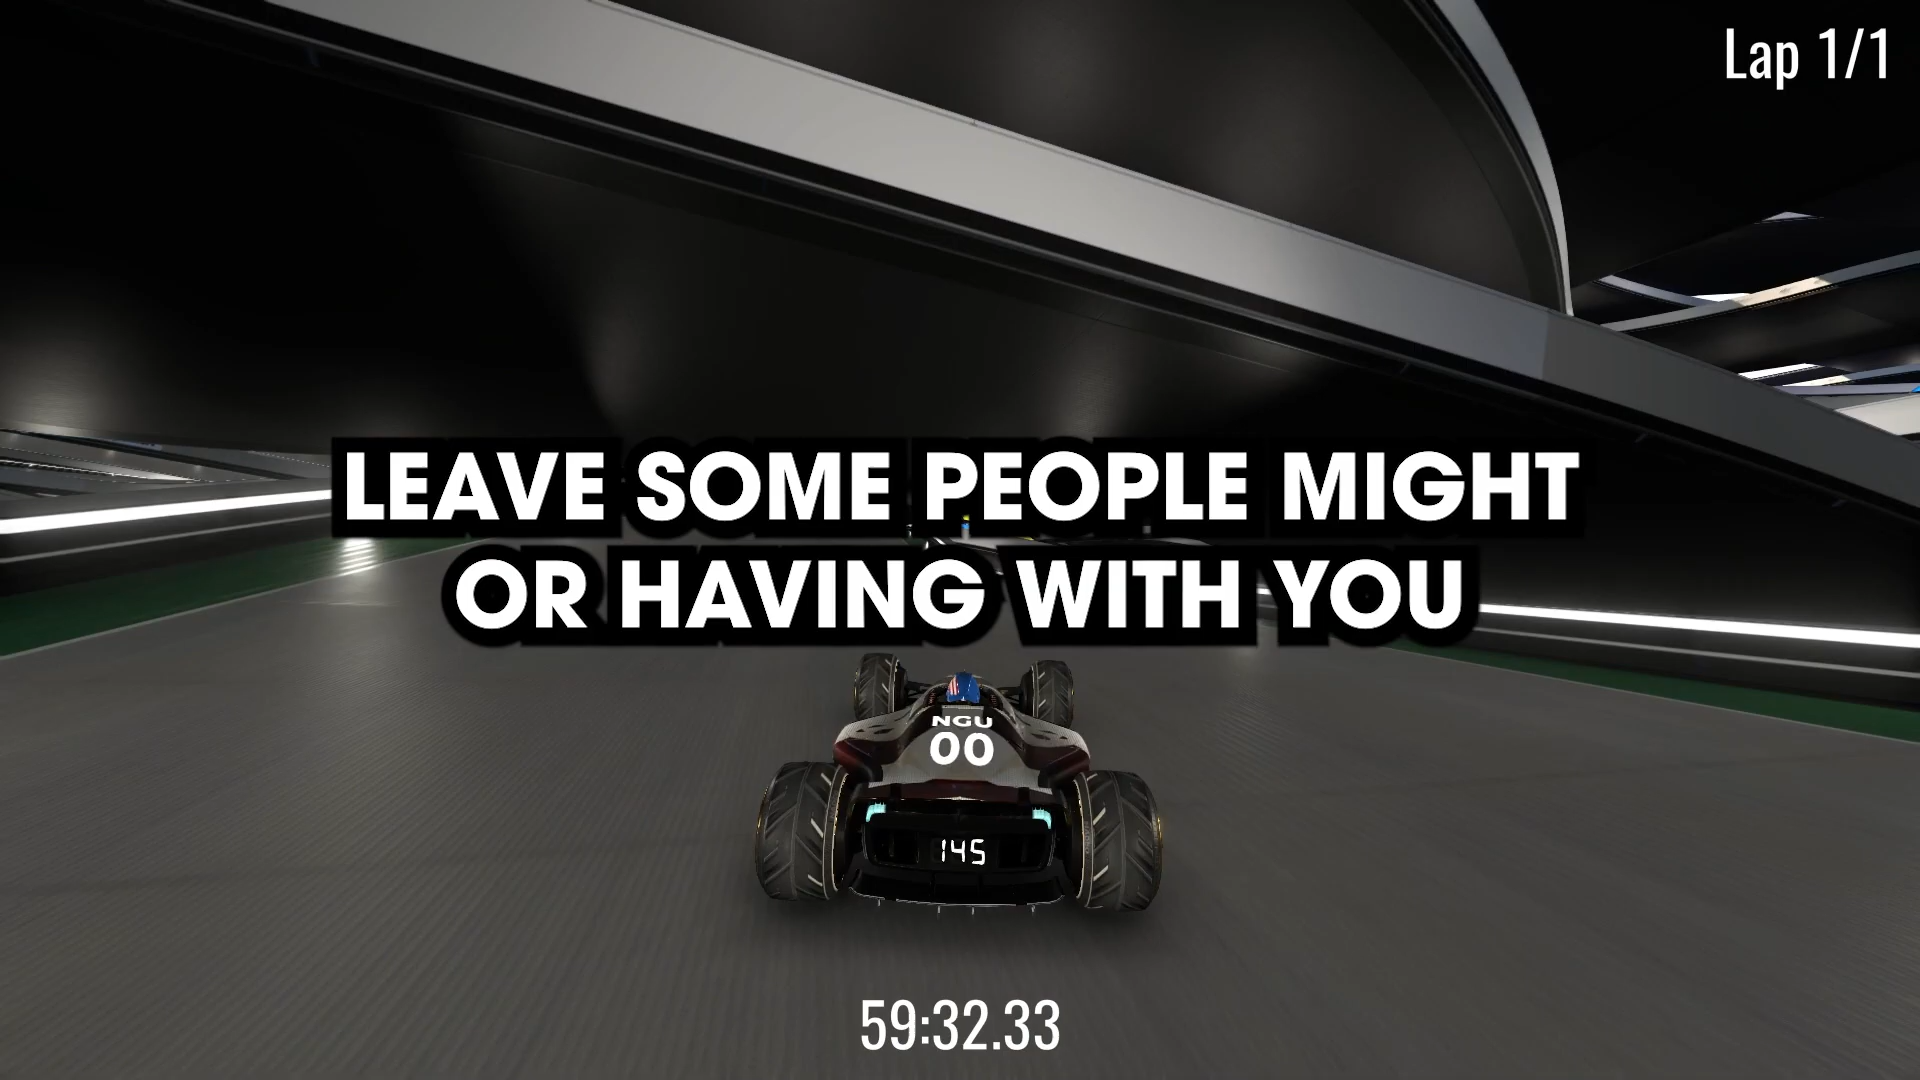 Lap 1/1
LEAVE SOME PEOPLE MIGHT
OR HAVING WITH YOU
NGU
00
145
59:32.33